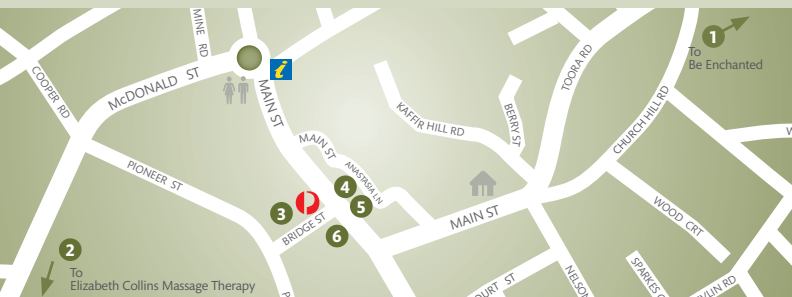 MINE RD
1
To
Be Enchanted
TOORA RD
COOPER RD
McDONALD ST
i
MAIN ST
KAFFIR HILL RD
BERRY ST
CHURCH HILL RD
MAIN ST
ANASTASIA LN
PIONEER ST
4
3
5
MAIN ST
WOOD CRT
BRIDGE ST
6
2
To
Elizabeth Collins Massage Therapy